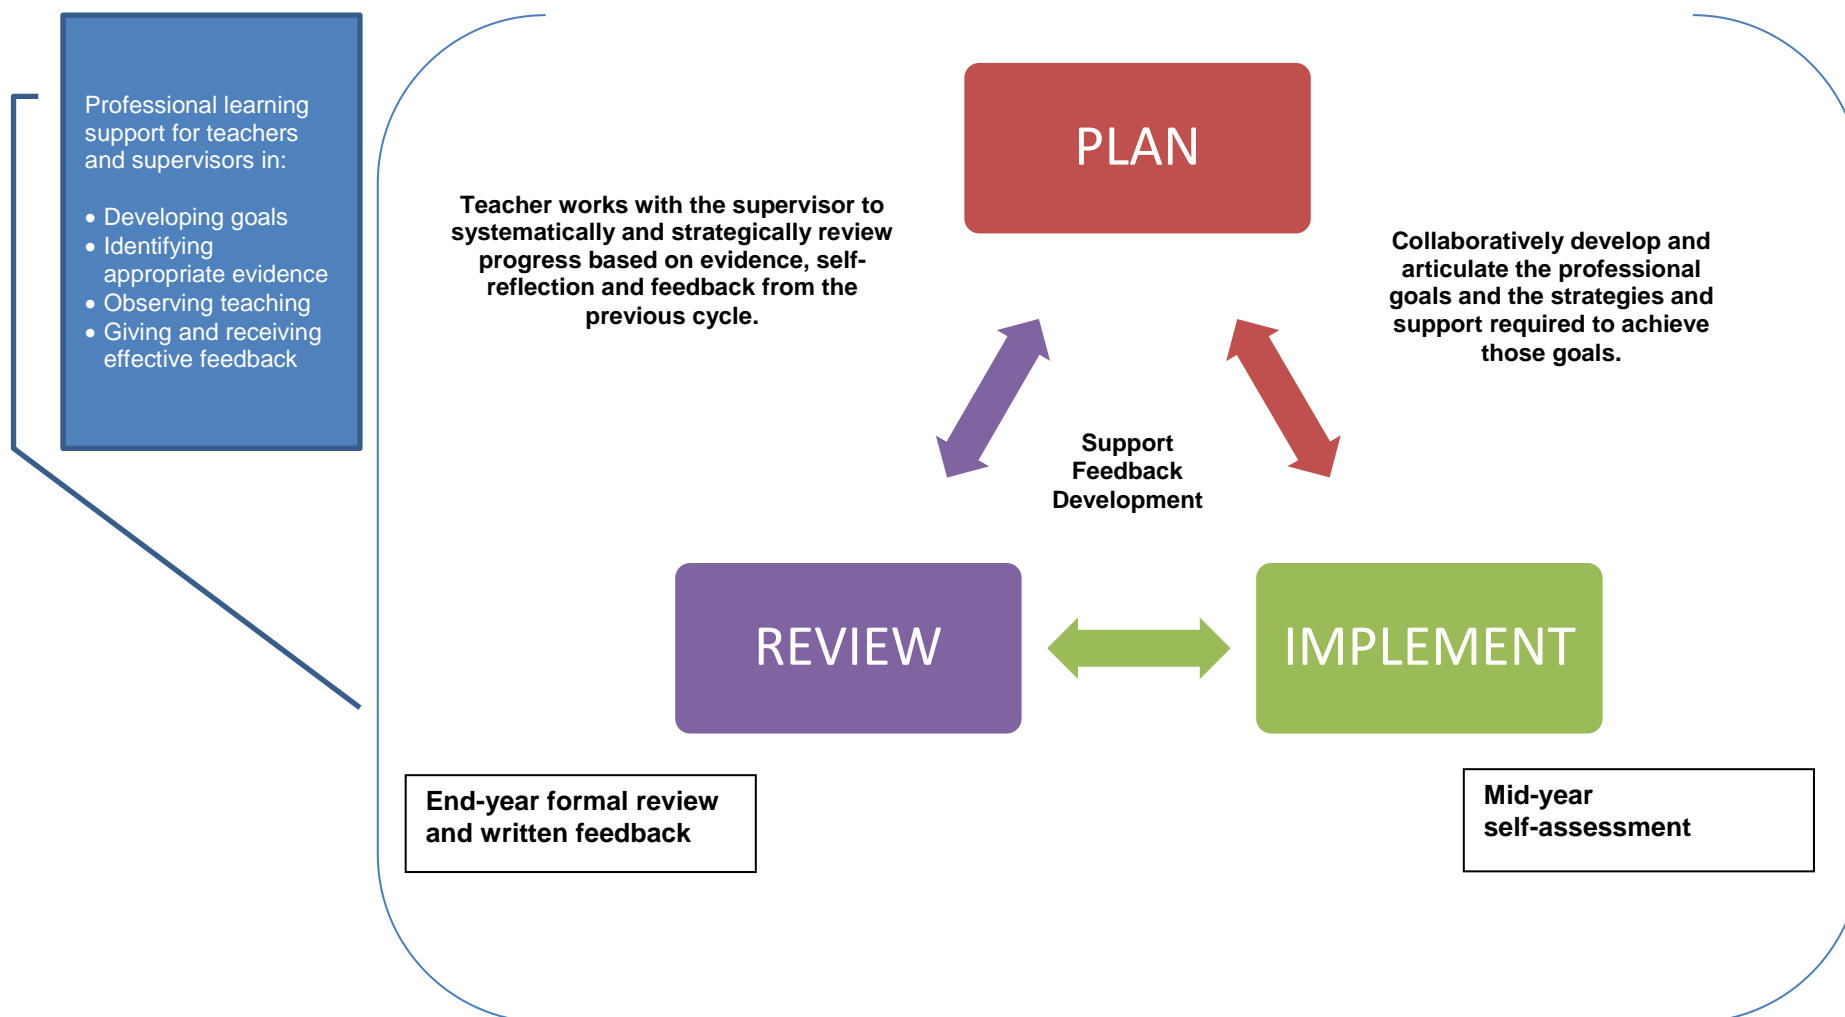 Professional learning
support for teachers
and supervisors in:
• Developing goals
• Identifying
appropriate evidence
• Observing teaching
• Giving and receiving
effective feedback
PLAN
Teacher works with the supervisor to
systematically and strategically review
progress based on evidence, self-
reflection and feedback from the
previous cycle.
Collaboratively develop and
articulate the professional
goals and the strategies and
support required to achieve
those goals.
Support
Feedback
Development
REVIEW
IMPLEMENT
End-year formal review
and written feedback
Mid-year
self-assessment